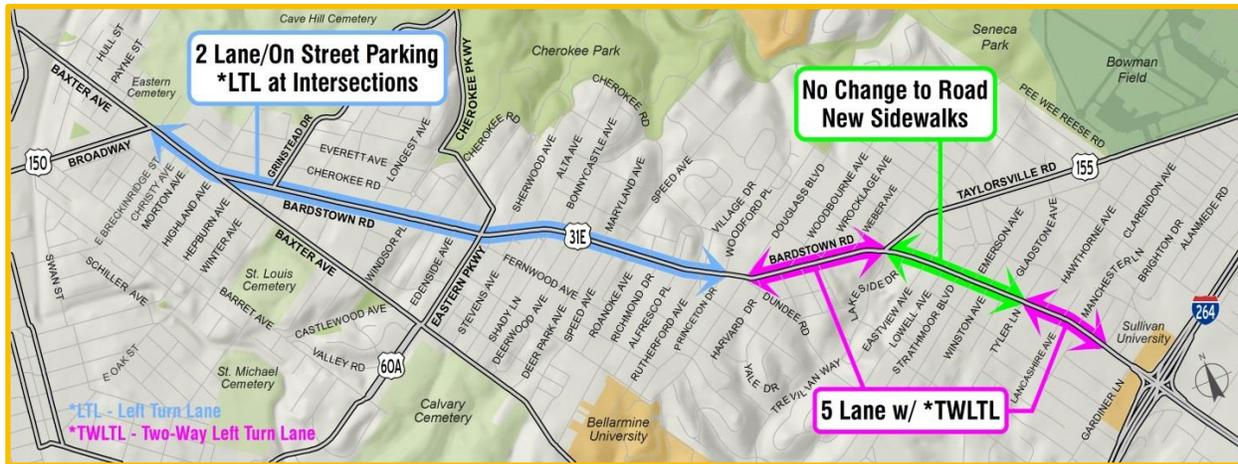 Cave Hill Cemetery
2 Lane/On Street Parking
*LTL at Intersections
HULL ST
PAYNE ST
BAXTER AVE
Eastern
Cemetery
CHEROKEE PKWY
Cherokee Park
CHEROKEE RD
Seneca
Park
Bowman
Field
No Change to Road
New Sidewalks
PEE WEE REESE RD
150
BROADWAY
GRINSTEAD DR
EVERETT AVE
CHEROKEE RD
LONGEST AVE
CHEROKEE RD
SHERWOOD AVE
ALTA AVE
BONNYCASTLE AVE
MARYLAND AVE
SPEED AVE
VILLAGE DR
WOODFORD PL
DOUGLASS BLVD
WOODBOURNE AVE
WROCKLAGE AVE
WEBER AVE
TAYLORSVILLE RD
155
E BRECKINRIDGE ST
CHRISTY AVE
MORTON AVE
HIGHLAND AVE
HEPBURN AVE
WINTER AVE
BARDSTOWN RD
31E
BARDSTOWN RD
EMERSON AVE
GLADSTONE AVE
HAWTHORNE AVE
CLARENDON AVE
MANCHESTER LN
BRIGHTON DR
ALANMEDE RD
SWAN ST
SCHILLER AVE
BAXTER AVE
St. Louis
Cemetery
WINDSOR PL
EDENSIDE AVE
EASTERN PKWY
BARRET AVE
CASTLEWOOD AVE
VALLEY RD
STEVENS AVE
FERNWOOD AVE
SHADY LN
DEERWOOD AVE
DEER PARK AVE
SPEED AVE
ROANOKE AVE
RICHMOND DR
ALFRESCO PL
RUTHERFORD AVE
PRINCETON DR
HARVARD DR
DUNDEE RD
YALE DR
TREVILIAN WAY
LAKESIDE DR
EASTVIEW AVE
LOWELL AVE
STRATHMOOR BLVD
WINSTON AVE
TYLER LN
LANCASHIRE AVE
Sullivan
University
264
GARDINER LN
N
E OAK ST
St. Michael
Cemetery
60A
Calvary
Cemetery
Bellarmine
University
5 Lane w/ *TWLTL
*LTL - Left Turn Lane
*TWLTL - Two-Way Left Turn Lane